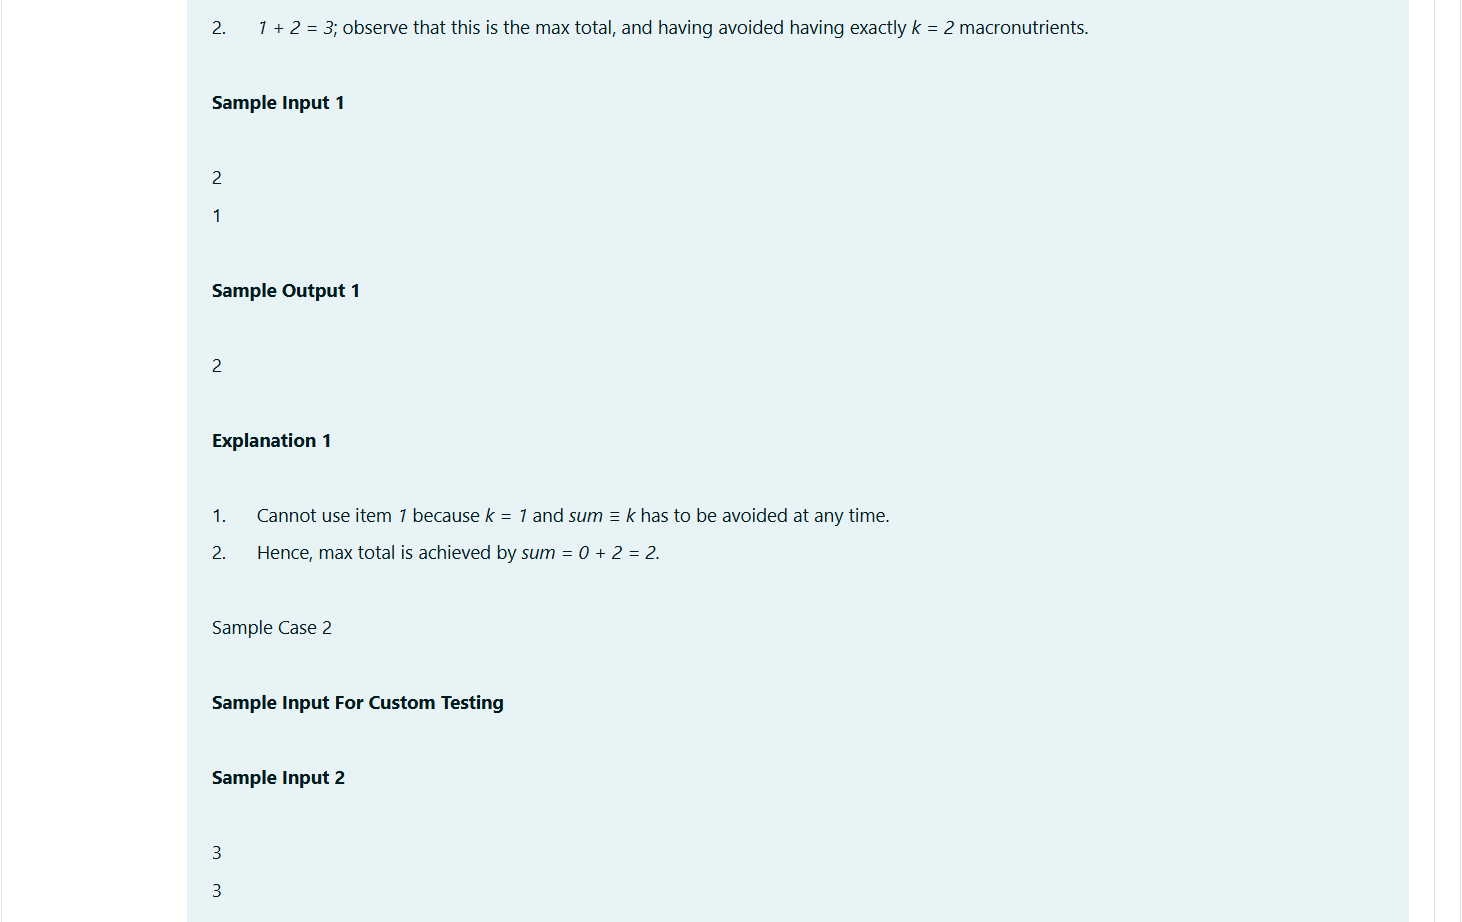 2. 1 + 2 = 3; observe that this is the max total, and having avoided having exactly k = 2 macronutrients.
Sample Input 1
2
1
Sample Output 1
2
Explanation 1
1. Cannot use item 1 because k = 1 and sum ≡ k has to be avoided at any time.
2. Hence, max total is achieved by sum = 0 + 2 = 2.
Sample Case 2
Sample Input For Custom Testing
Sample Input 2
3
3